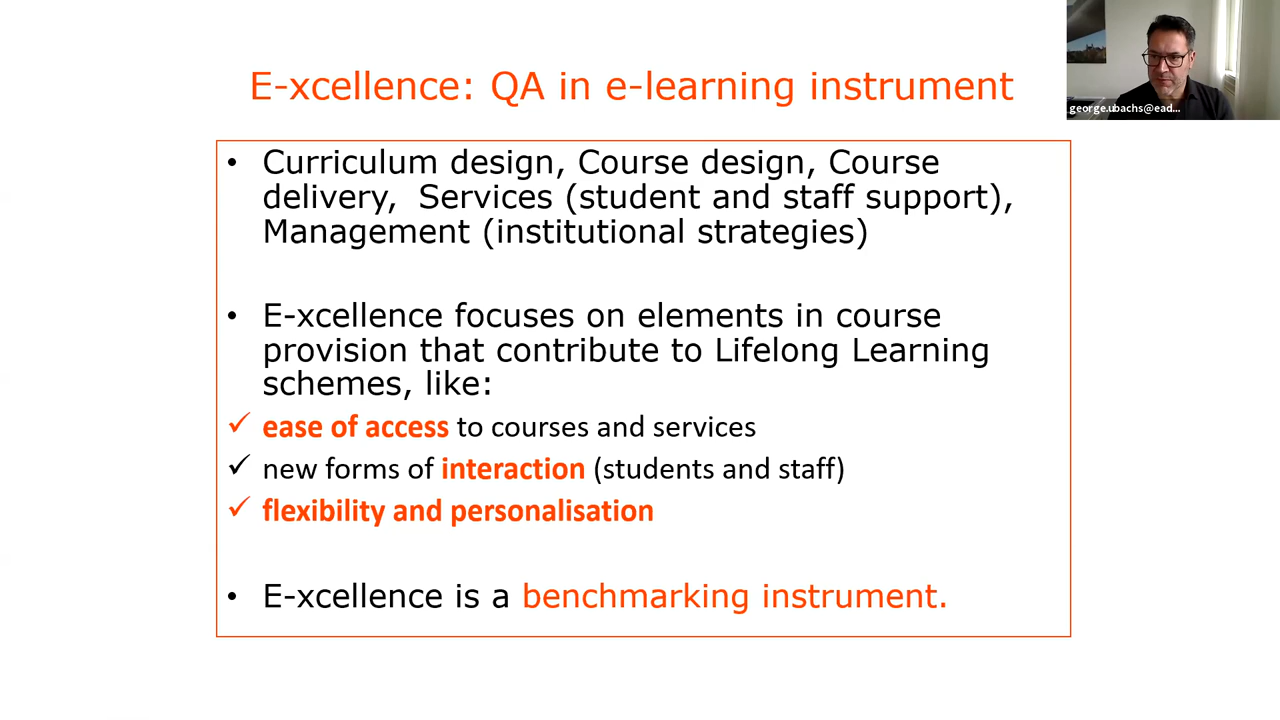 E-xcellence: QA in e-learning instrument
george.ubachs@ead...
• Curriculum design, Course design, Course
delivery,  Services (student and staff support),
Management (institutional strategies)
• E-xcellence focuses on elements in course
provision that contribute to Lifelong Learning
schemes, like:
✓ ease of access to courses and services
✓ new forms of interaction (students and staff)
✓ flexibility and personalisation
• E-xcellence is a benchmarking instrument.